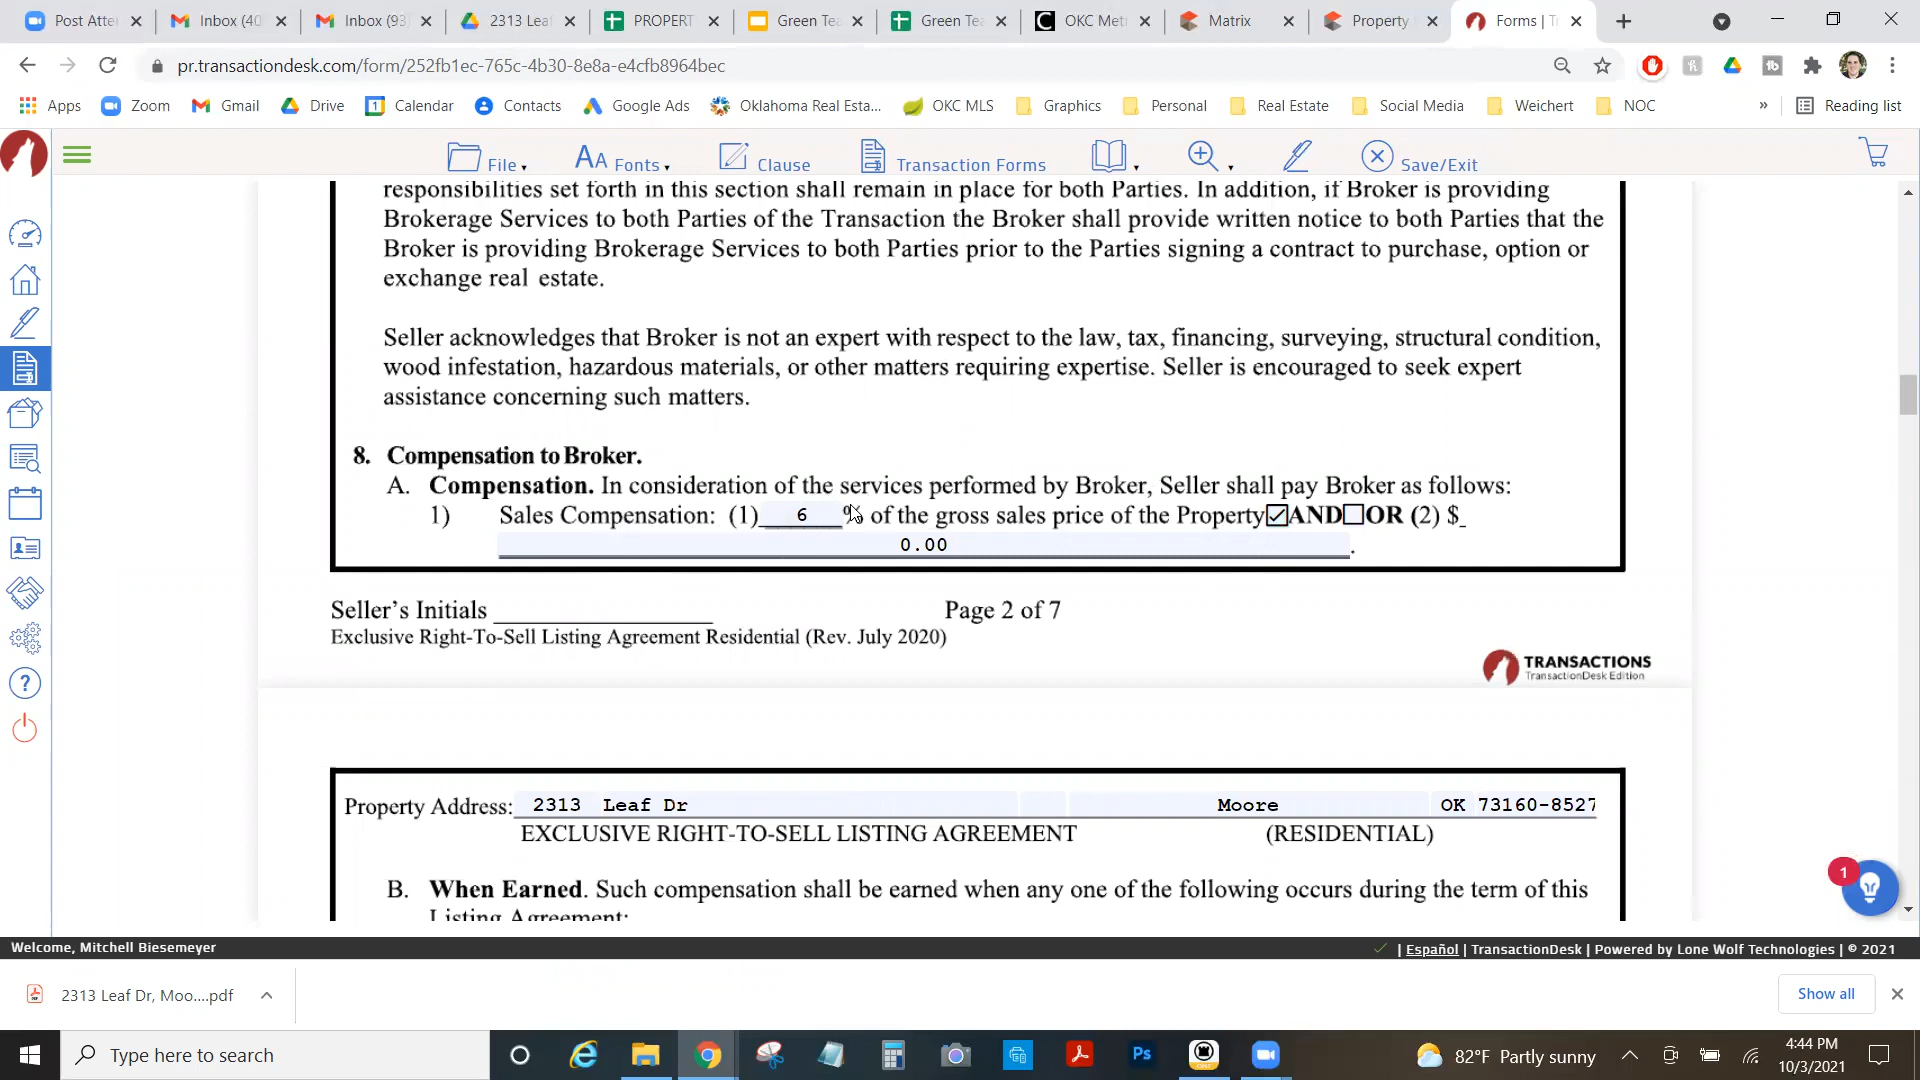 Post Atte
Inbox (40
Inbox (93)
2313 Lea
PROPERT
Green Tea
Green Tea
OKC Met
Matrix
Property
Forms | T
pr.transactiondesk.com/form/252fb1ec-765c-4b30-8e8a-e4cfb8964bec
Apps
Zoom
Gmail
Drive
Calendar
Contacts
Google Ads
Oklahoma Real Esta...
OKC MLS
Graphics
Personal
Real Estate
Social Media
Weichert
NOC
»
Reading list
File
Fonts
Clause
Transaction Forms
Save/Exit
responsibilities set forth in this section shall remain in place for both Parties. In addition, if Broker is providing
Brokerage Services to both Parties of the Transaction the Broker shall provide written notice to both Parties that the
Broker is providing Brokerage Services to both Parties prior to the Parties signing a contract to purchase, option or
exchange real estate.
Seller acknowledges that Broker is not an expert with respect to the law, tax, financing, surveying, structural condition,
wood infestation, hazardous materials, or other matters requiring expertise. Seller is encouraged to seek expert
assistance concerning such matters.
8. Compensation to Broker.
A. Compensation. In consideration of the services performed by Broker, Seller shall pay Broker as follows:
1) Sales Compensation: (1) 6 % of the gross sales price of the Property ☑AND☐OR (2) $_
0.00 .
Seller's Initials ___________________ Page 2 of 7
Exclusive Right-To-Sell Listing Agreement Residential (Rev. July 2020)
TRANSACTIONS
TransactionDesk Edition
Property Address: 2313 Leaf Dr Moore OK 73160-8527
EXCLUSIVE RIGHT-TO-SELL LISTING AGREEMENT (RESIDENTIAL)
B. When Earned. Such compensation shall be earned when any one of the following occurs during the term of this
Listing Agreement:
1
Welcome, Mitchell Biesemeyer
| Español | TransactionDesk | Powered by Lone Wolf Technologies | © 2021
2313 Leaf Dr, Moo....pdf
Show all
Type here to search
Ps
82°F Partly sunny
4:44 PM
10/3/2021